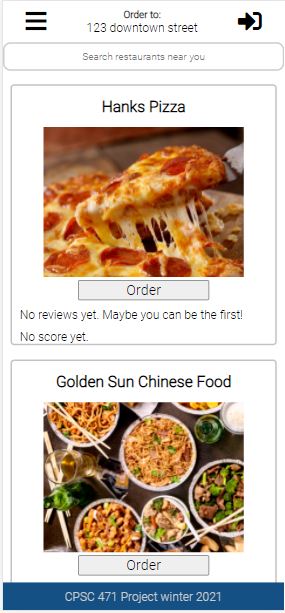 Order to:
123 downtown street
Search restaurants near you
Hanks Pizza
Order
No reviews yet. Maybe you can be the first!
No score yet.
Golden Sun Chinese Food
Order
CPSC 471 Project winter 2021